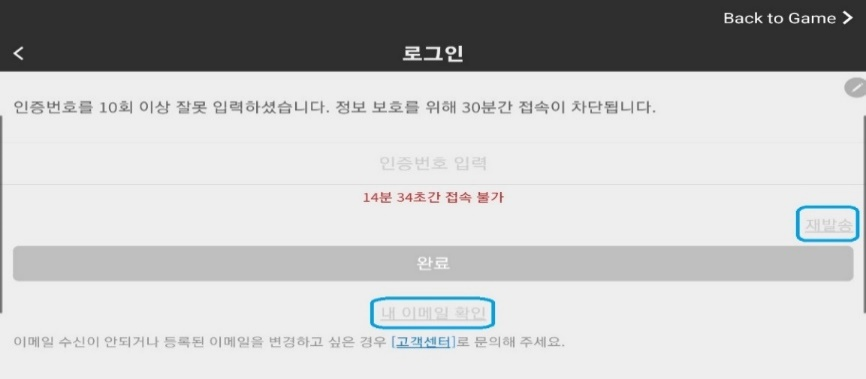 Back to Game >
< 로그인
인증번호를 10회 이상 잘못 입력하셨습니다. 정보 보호를 위해 30분간 접속이 차단됩니다.
인증번호 입력
14분 34초간 접속 불가
재발송
완료
내 이메일 확인
이메일 수신이 안되거나 등록된 이메일을 변경하고 싶은 경우 [고객센터]로 문의해 주세요.